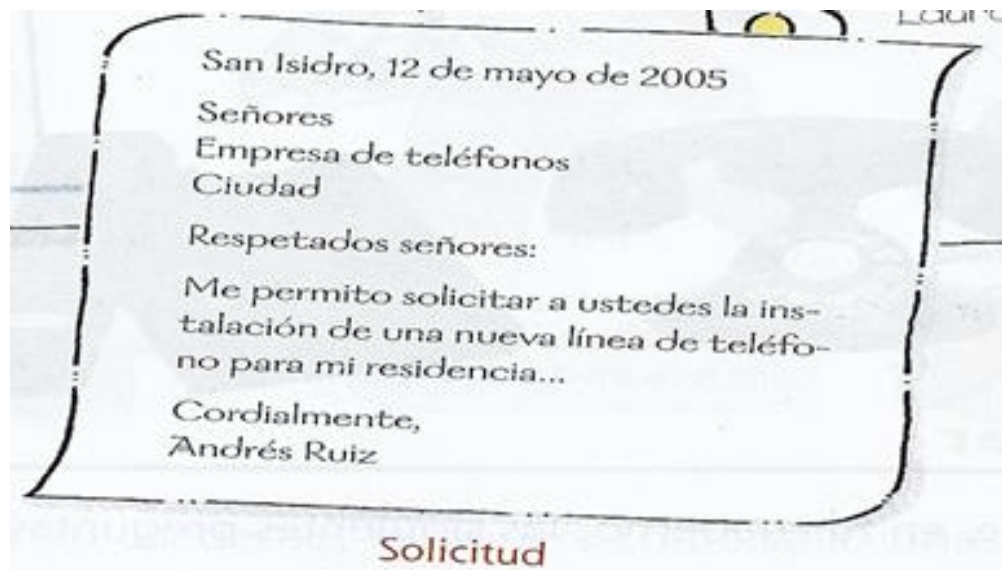 San Isidro, 12 de mayo de 2005
Señores
Empresa de teléfonos
Ciudad
Respetados señores:
Me permito solicitar a ustedes la ins-
talación de una nueva línea de teléfo-
no para mi residencia...
Cordialmente,
Andrés Ruiz
Solicitud